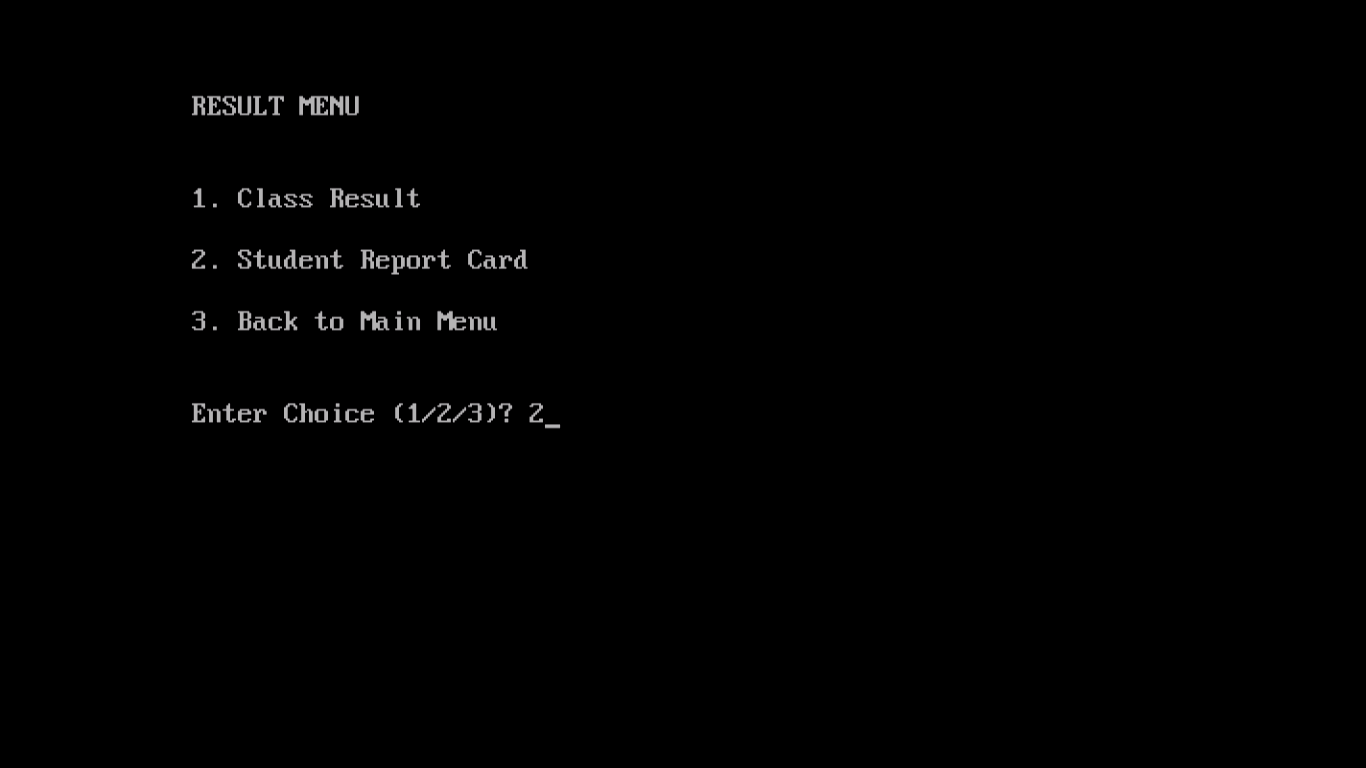 RESULT MENU
1. Class Result
2. Student Report Card
3. Back to Main Menu
Enter Choice (1/2/3)? 2_